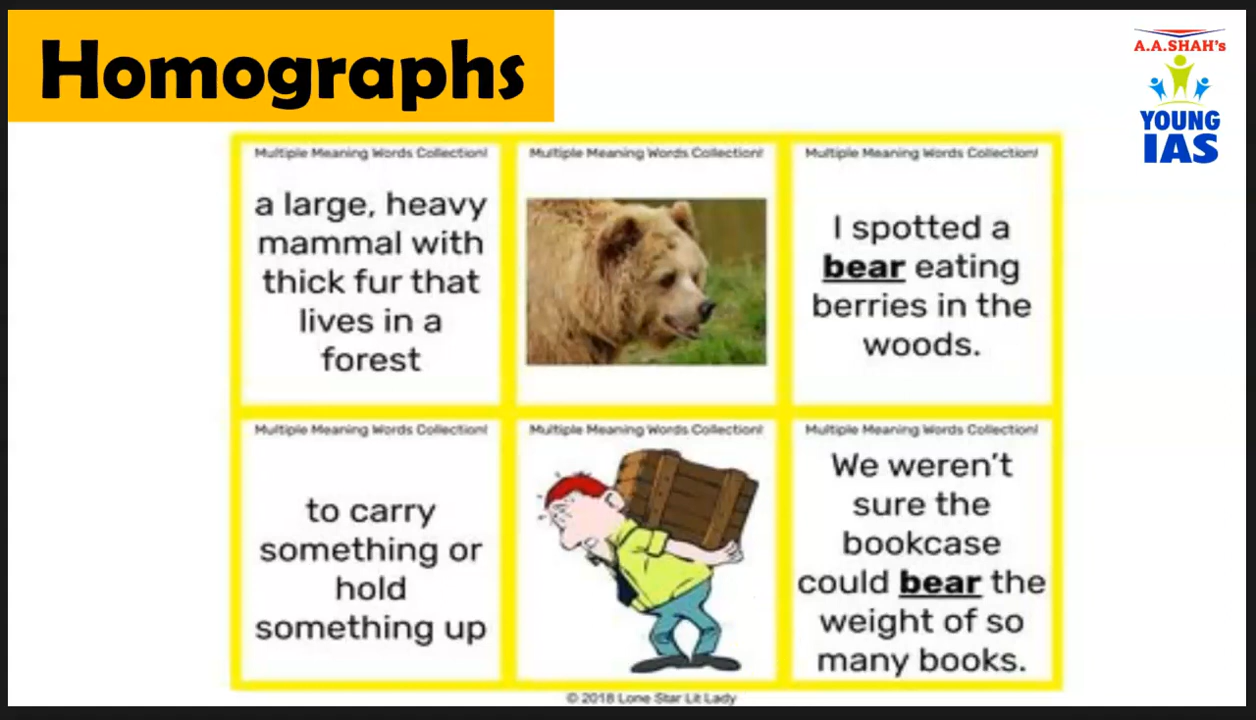 Homographs
A.A.SHAH's
YOUNG
IAS
Multiple Meaning Words Collection!
a large, heavy
mammal with
thick fur that
lives in a
forest
Multiple Meaning Words Collection!
Multiple Meaning Words Collection!
I spotted a
bear eating
berries in the
woods.
Multiple Meaning Words Collection!
to carry
something or
hold
something up
Multiple Meaning Words Collection!
Multiple Meaning Words Collection!
We weren't
sure the
bookcase
could bear the
weight of so
many books.
© 2018 Lone Star Lit Lady